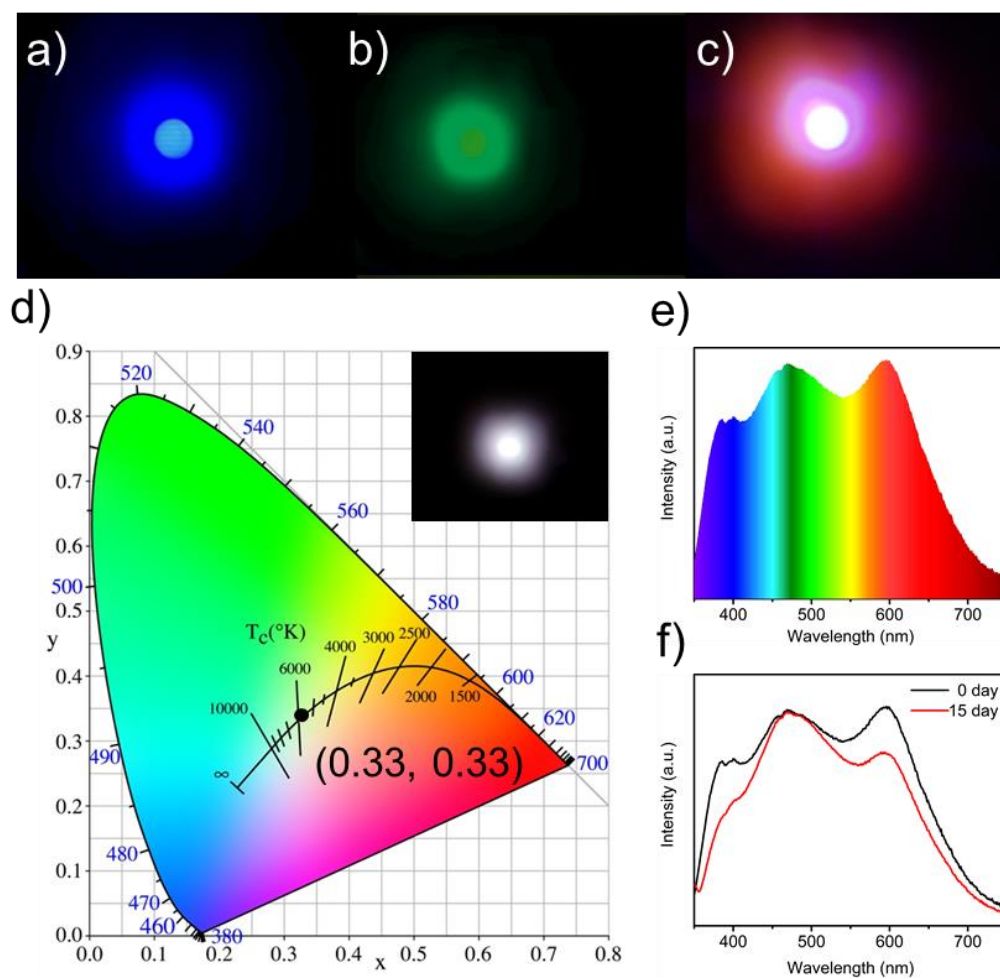 a)
b)
c)
d)
0.9
0.8
0.7
0.6
0.5
0.4
0.3
0.2
0.1
0.0
y
0.0 0.1 0.2 0.3 0.4 0.5 0.6 0.7 0.8
x
520
540
560
500
580
600
620
490
700
480
470
460
380
T_C(°K)
∞
10000
6000
4000
3000
2500
2000
1500
(0.33, 0.33)
e)
Intensity (a.u.)
400 500 600 700
Wavelength (nm)
f)
0 day
15 day
Intensity (a.u.)
400 500 600 700
Wavelength (nm)